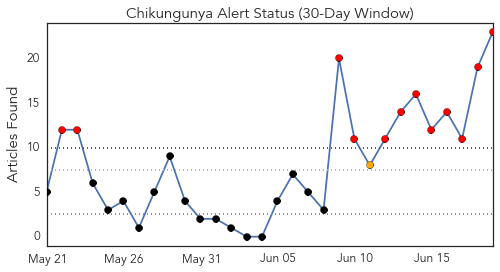 Chikungunya Alert Status (30-Day Window)
Articles Found
20
15
10
5
0
May 21
May 26
May 31
Jun 05
Jun 10
Jun 15